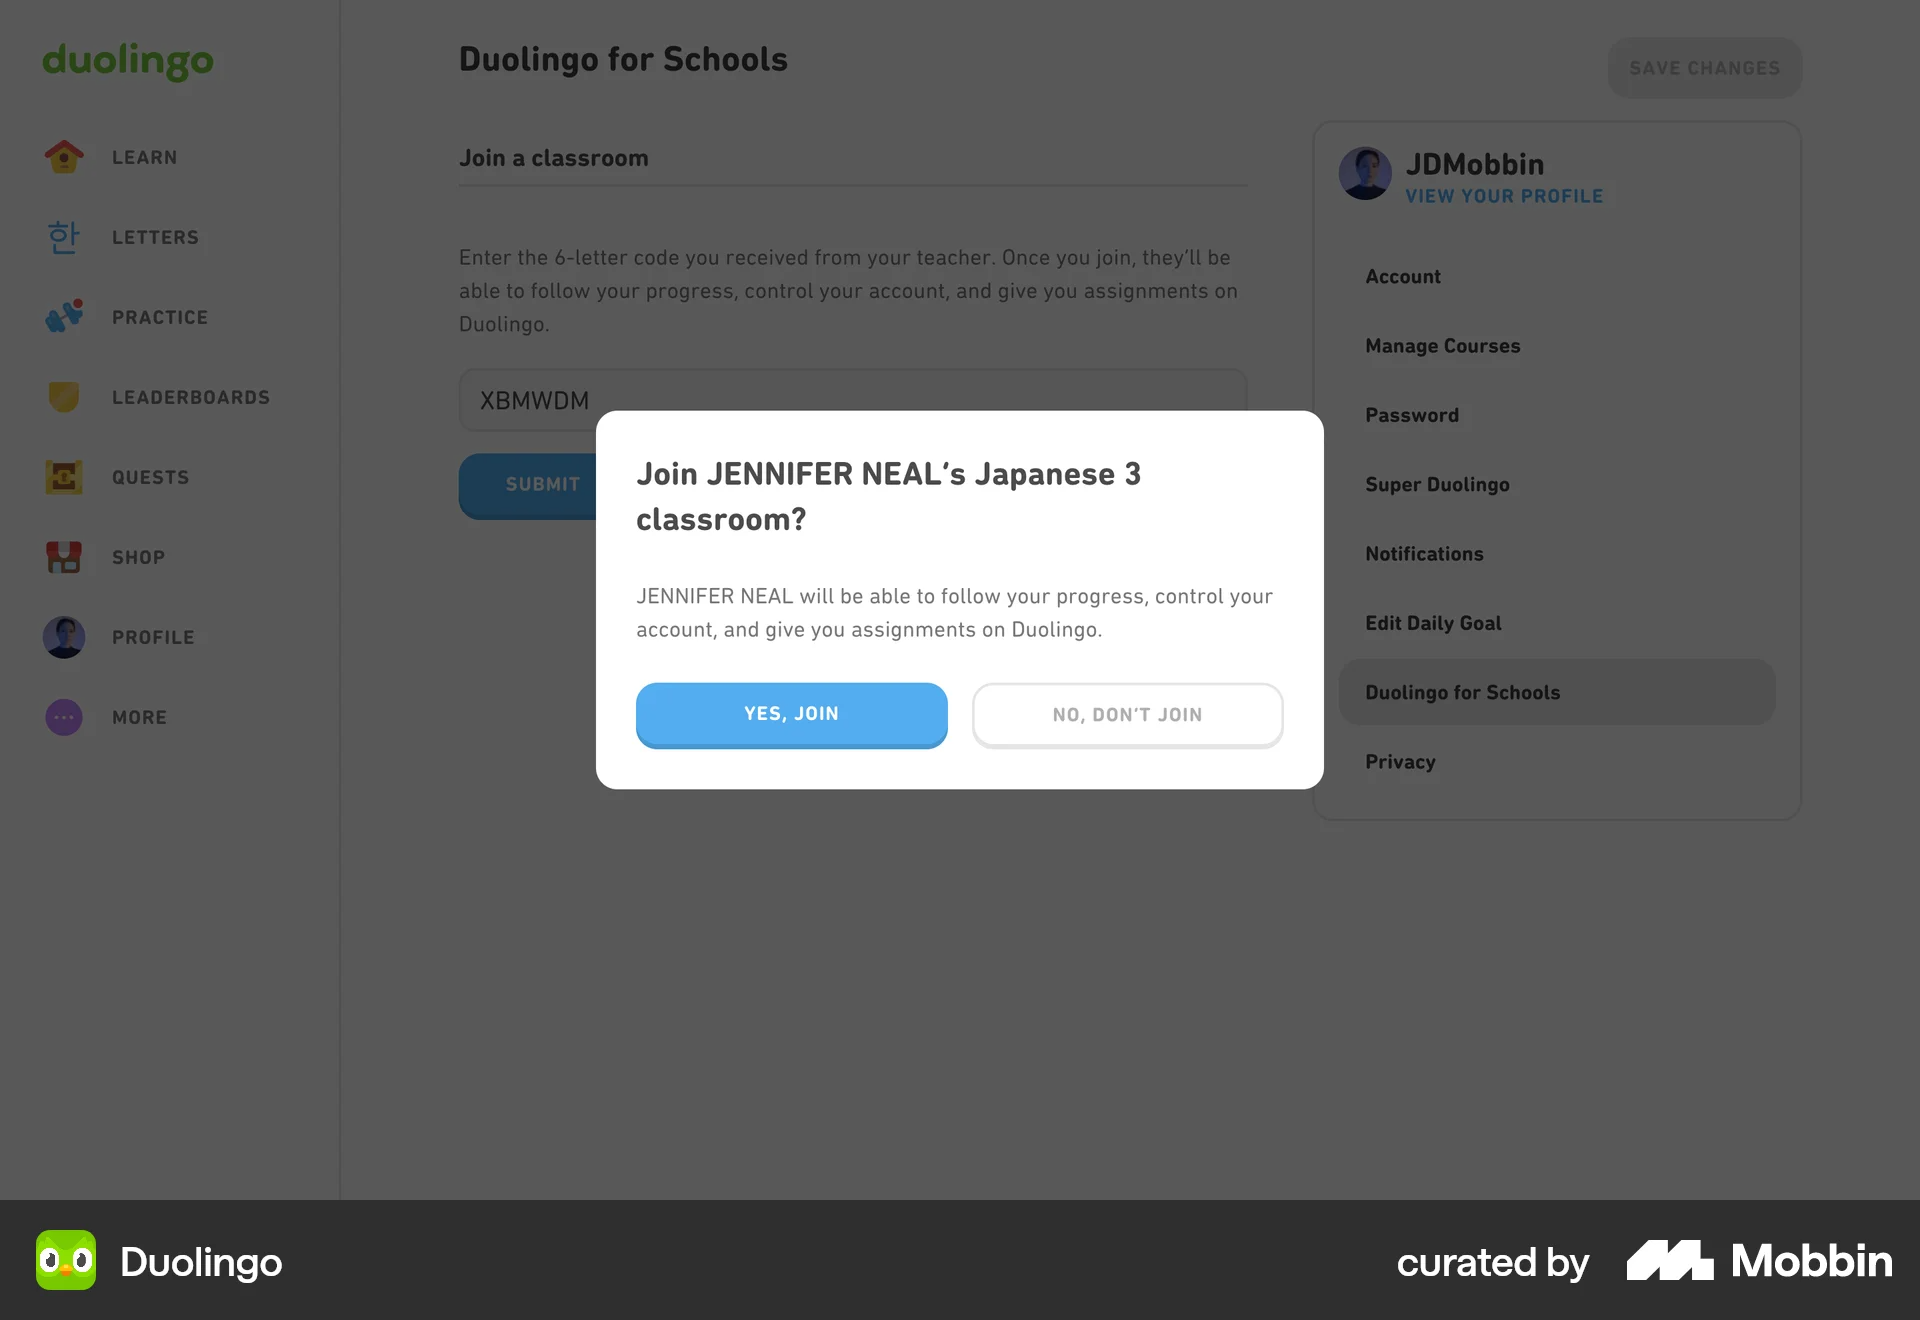 duolingo
LEARN
한
LETTERS
PRACTICE
LEADERBOARDS
QUESTS
SHOP
PROFILE
MORE
Duolingo for Schools
SAVE CHANGES
Join a classroom
Enter the 6-letter code you received from your teacher. Once you join, they’ll be
able to follow your progress, control your account, and give you assignments on
Duolingo.
XBMWDM
SUBMIT
Join JENNIFER NEAL’s Japanese 3
classroom?
JENNIFER NEAL will be able to follow your progress, control your
account, and give you assignments on Duolingo.
YES, JOIN
NO, DON’T JOIN
JDMobbin
VIEW YOUR PROFILE
Account
Manage Courses
Password
Super Duolingo
Notifications
Edit Daily Goal
Duolingo for Schools
Privacy
Duolingo
curated by
Mobbin